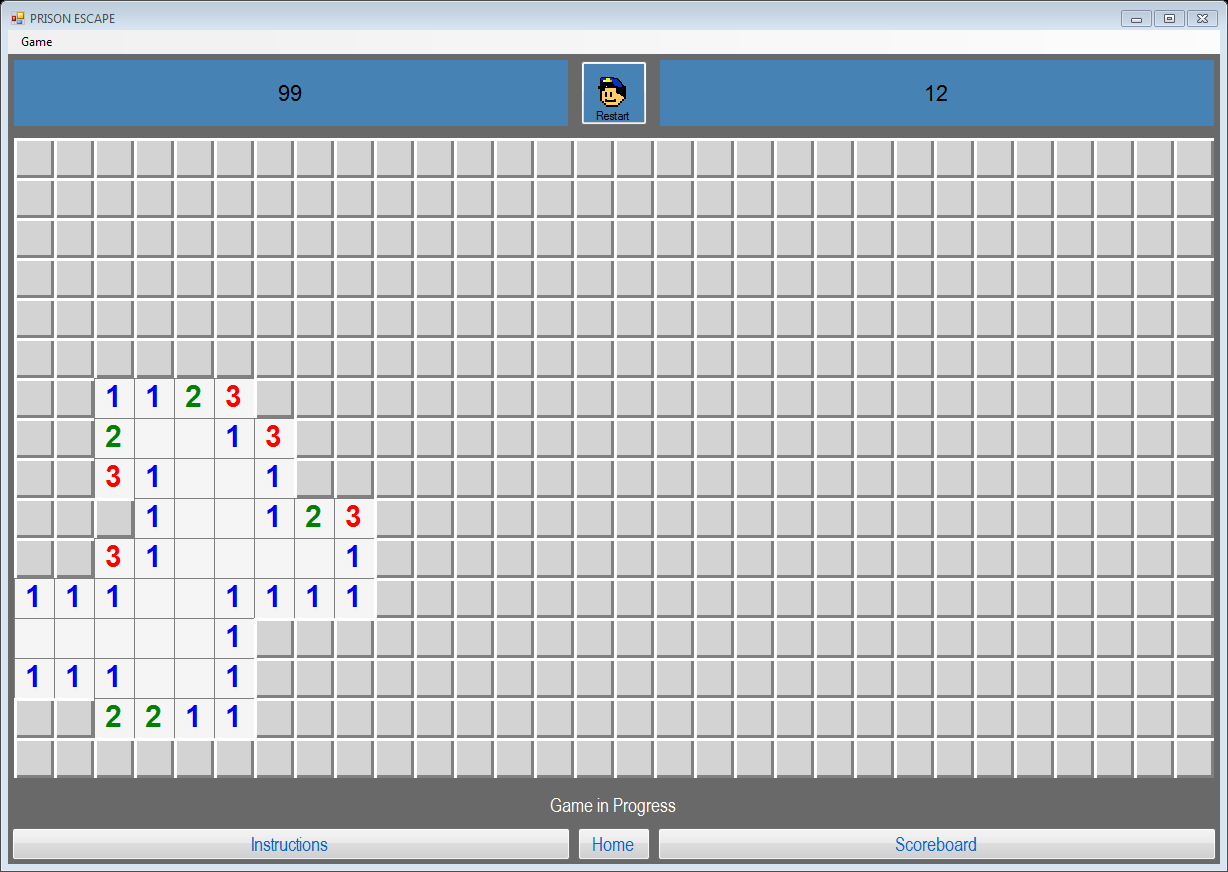 PRISON ESCAPE
Game
99
Restart
12
1 1 2 3
2 1 3
3 1 1
1 1 2 3
3 1 1
1 1 1 1 1 1 1
1
1 1 1 1
2 2 1 1
Game in Progress
Instructions
Home
Scoreboard